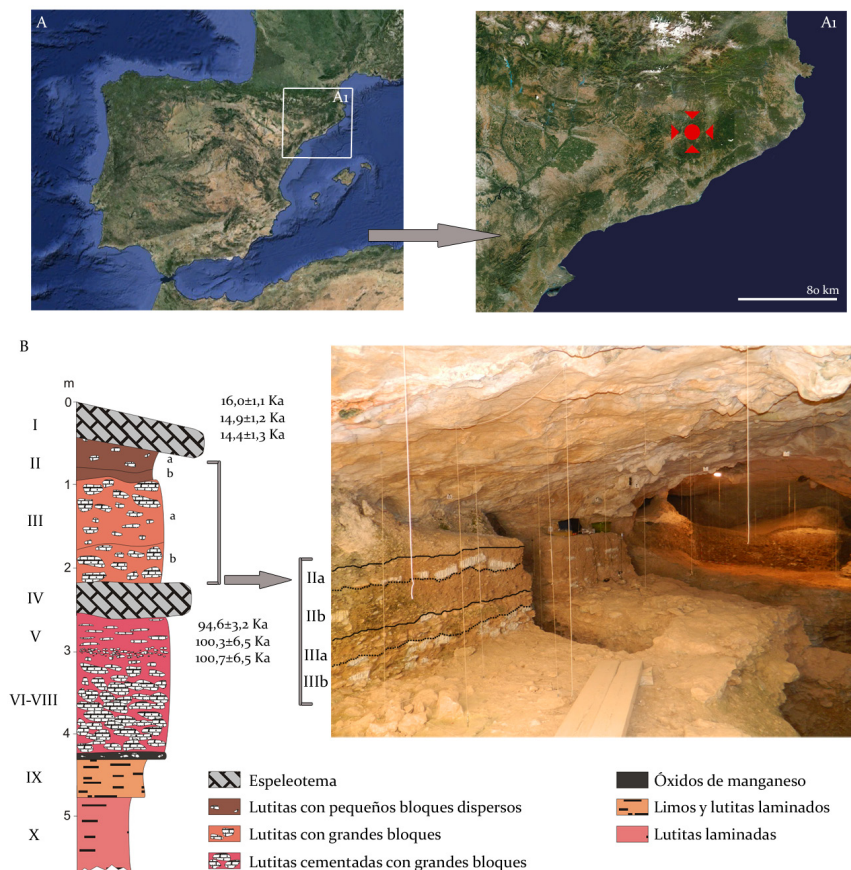 A
A1
A1
80 km
B
m
0
I
16,0±1,1 Ka
14,9±1,2 Ka
14,4±1,3 Ka
II
a
b
1
III
a
b
2
IV
94,6±3,2 Ka
100,3±6,5 Ka
100,7±6,5 Ka
V
3
VI-VIII
4
IX
5
X
IIa
IIb
IIIa
IIIb
Espeleotema
Lutitas con pequeños bloques dispersos
Lutitas con grandes bloques
Lutitas cementadas con grandes bloques
Óxidos de manganeso
Limos y lutitas laminados
Lutitas laminadas